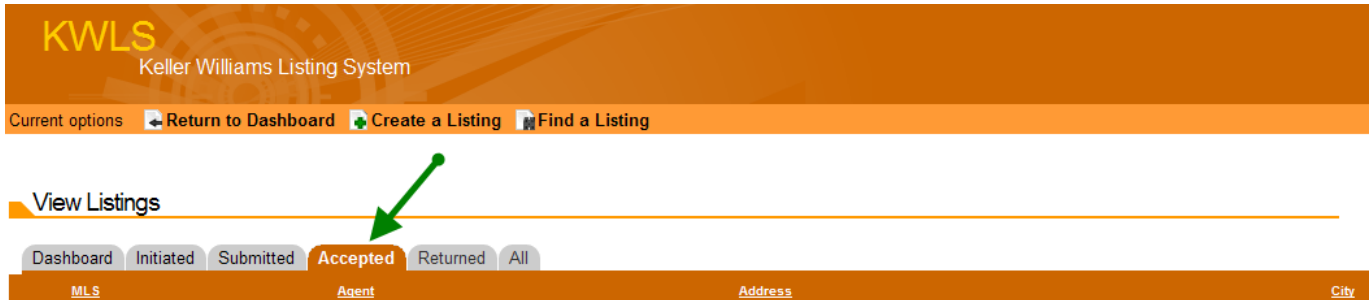 KWLS
Keller Williams Listing System
Current options Return to Dashboard Create a Listing Find a Listing
View Listings
Dashboard Initiated Submitted Accepted Returned All
MLS Agent Address City